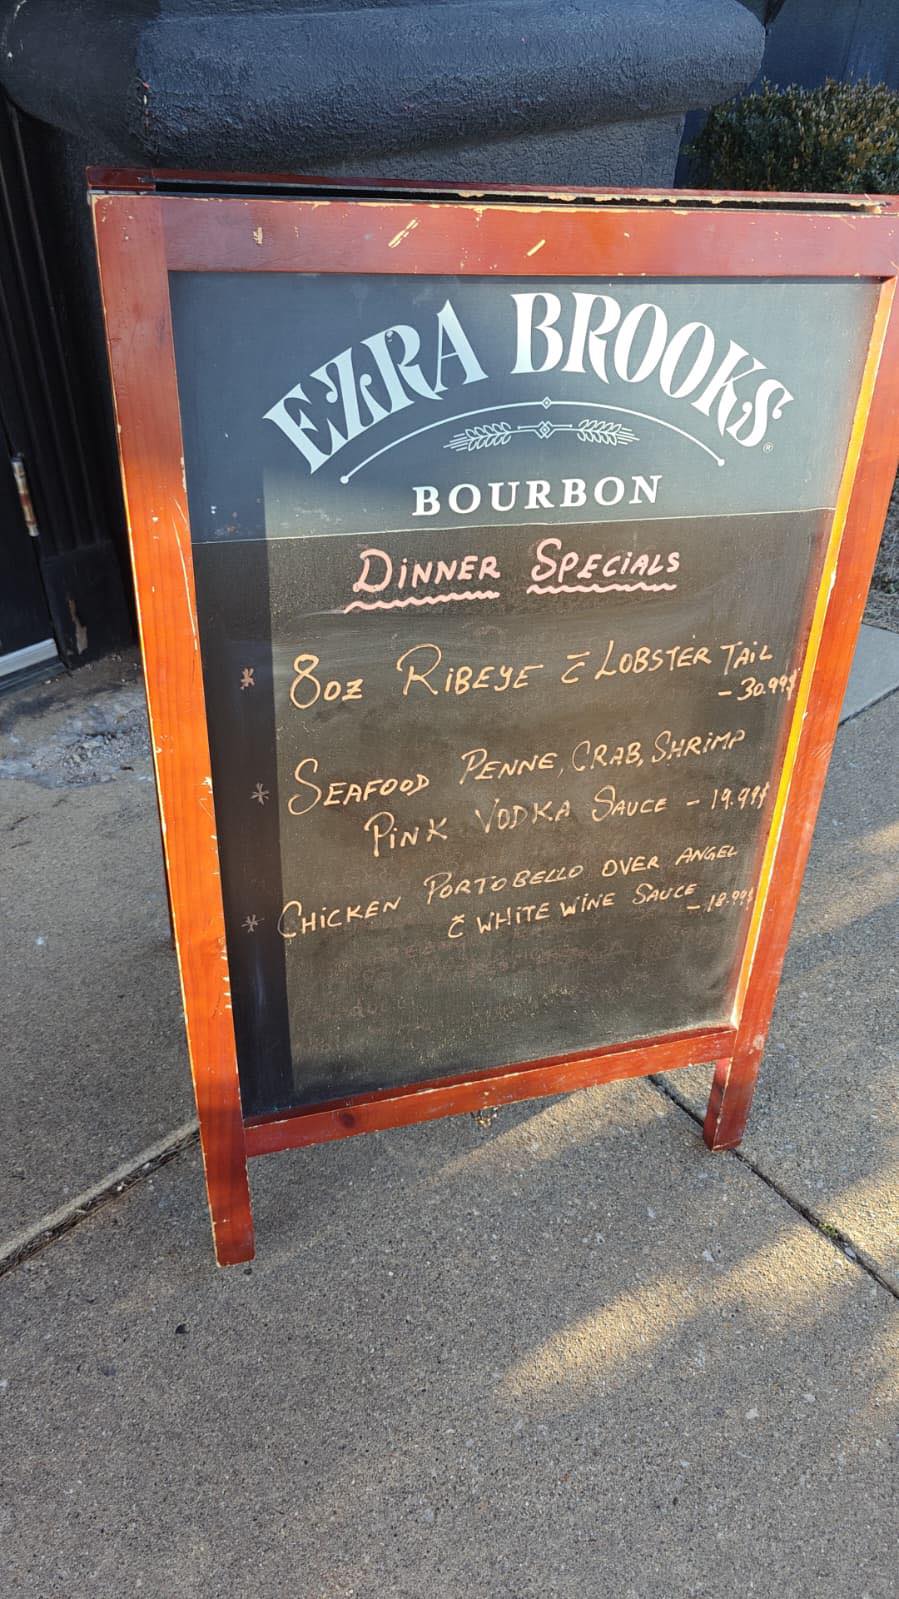 EZRA BROOKS®
BOURBON
DINNER SPECIALS
* 8oz RIBEYE c̄ LOBSTER TAIL
- 30.99$
* SEAFOOD PENNE, CRAB, SHRIMP
PINK VODKA SAUCE - 19.99$
* CHICKEN PORTOBELLO OVER ANGEL
c̄ WHITE WINE SAUCE - 18.99$